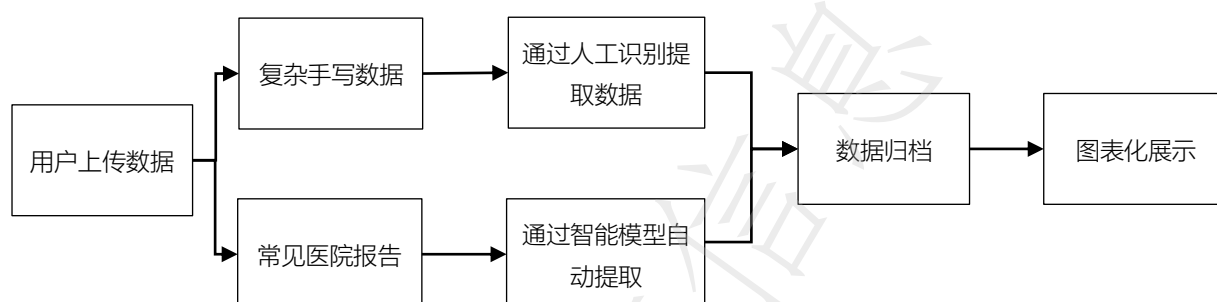 用户上传数据
复杂手写数据
通过人工识别提
取数据
常见医院报告
通过智能模型自
动提取
数据归档
图表化展示
信息